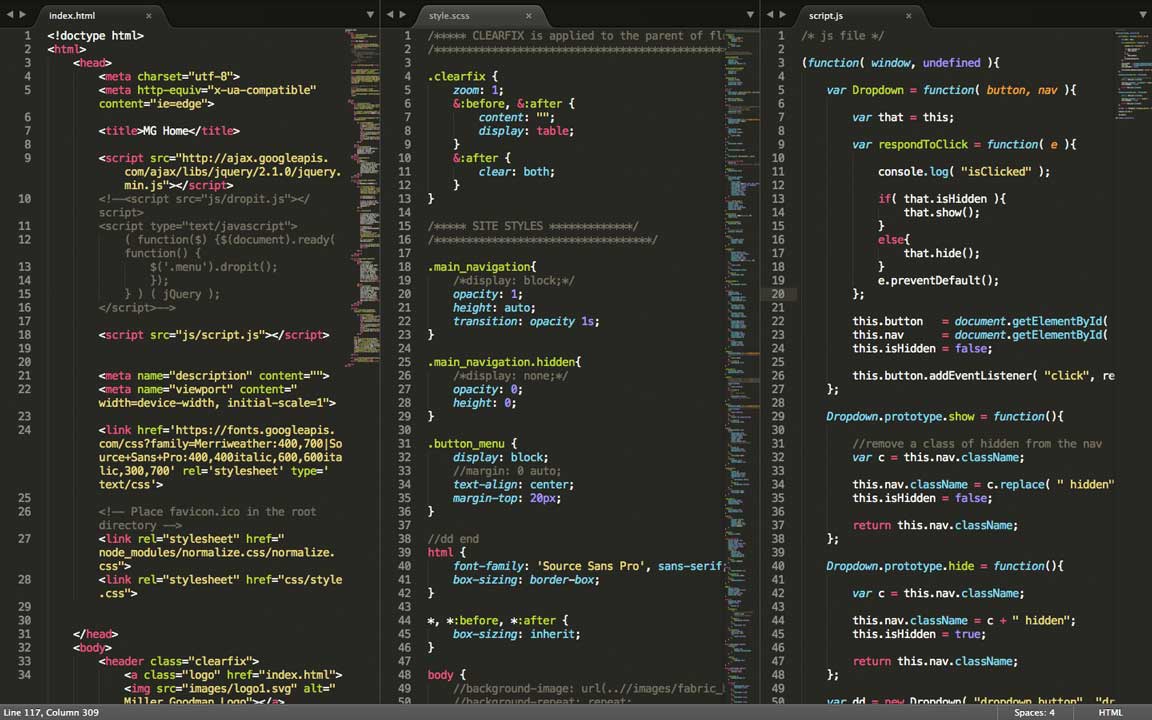 index.html ×
1 <!doctype html>
2 <html>
3 <head>
4 <meta charset="utf-8">
5 <meta http-equiv="x-ua-compatible"
content="ie=edge">
6
7 <title>MG Home</title>
8
9 <script src="http://ajax.googleapis.
com/ajax/libs/jquery/2.1.0/jquery.
min.js"></script>
10 <!--<script src="js/dropit.js"></
script>
11 <script type="text/javascript">
12 ( function($) {$(document).ready(
function() {
13 $('.menu').dropit();
14 });
15 } ) ( jQuery );
16 </script>-->
17
18 <script src="js/script.js"></script>
19
20
21 <meta name="description" content="">
22 <meta name="viewport" content="
width=device-width, initial-scale=1">
23
24 <link href='https://fonts.googleapis.
com/css?family=Merriweather:400,700|So
urce+Sans+Pro:400,400italic,600,600ita
lic,300,700' rel='stylesheet' type='
text/css'>
25
26 <!-- Place favicon.ico in the root
directory -->
27 <link rel="stylesheet" href="
node_modules/normalize.css/normalize.
css">
28 <link rel="stylesheet" href="css/style
.css">
29
30
31 </head>
32 <body>
33 <header class="clearfix">
34 <a class="logo" href="index.html">
<img src="images/logo1.svg" alt="
Miller Goodman Logo"></a>
style.scss ×
1 /***** CLEARFIX is applied to the parent of fl
2 /**********************************************
3
4 .clearfix {
5 zoom: 1;
6 &:before, &:after {
7 content: "";
8 display: table;
9 }
10 &:after {
11 clear: both;
12 }
13 }
14
15 /***** SITE STYLES *************/
16 /**********************************/
17
18 .main_navigation{
19 /*display: block;*/
20 opacity: 1;
21 height: auto;
22 transition: opacity 1s;
23 }
24
25 .main_navigation.hidden{
26 /*display: none;*/
27 opacity: 0;
28 height: 0;
29 }
30
31 .button_menu {
32 display: block;
33 //margin: 0 auto;
34 text-align: center;
35 margin-top: 20px;
36 }
37
38 //dd end
39 html {
40 font-family: 'Source Sans Pro', sans-serif;
41 box-sizing: border-box;
42 }
43
44 *, *:before, *:after {
45 box-sizing: inherit;
46 }
47
48 body {
49 //background-image: url(..//images/fabric_
50 //background-repeat: repeat;
script.js ×
1 /* js file */
2
3 (function( window, undefined ){
4
5 var Dropdown = function( button, nav ){
6
7 var that = this;
8
9 var respondToClick = function( e ){
10
11 console.log( "isClicked" );
12
13 if( that.isHidden ){
14 that.show();
15 }
16 else{
17 that.hide();
18 }
19 e.preventDefault();
20 };
21
22 this.button = document.getElementById(
23 this.nav = document.getElementById(
24 this.isHidden = false;
25
26 this.button.addEventListener( "click", re
27 };
28
29 Dropdown.prototype.show = function(){
30
31 //remove a class of hidden from the nav
32 var c = this.nav.className;
33
34 this.nav.className = c.replace( " hidden"
35 this.isHidden = false;
36
37 return this.nav.className;
38 };
39
40 Dropdown.prototype.hide = function(){
41
42 var c = this.nav.className;
43
44 this.nav.className = c + " hidden";
45 this.isHidden = true;
46
47 return this.nav.className;
48 };
49
50 var dd = new Dropdown( "dropdown_button", "dr
Line 117, Column 309
Spaces: 4
HTML